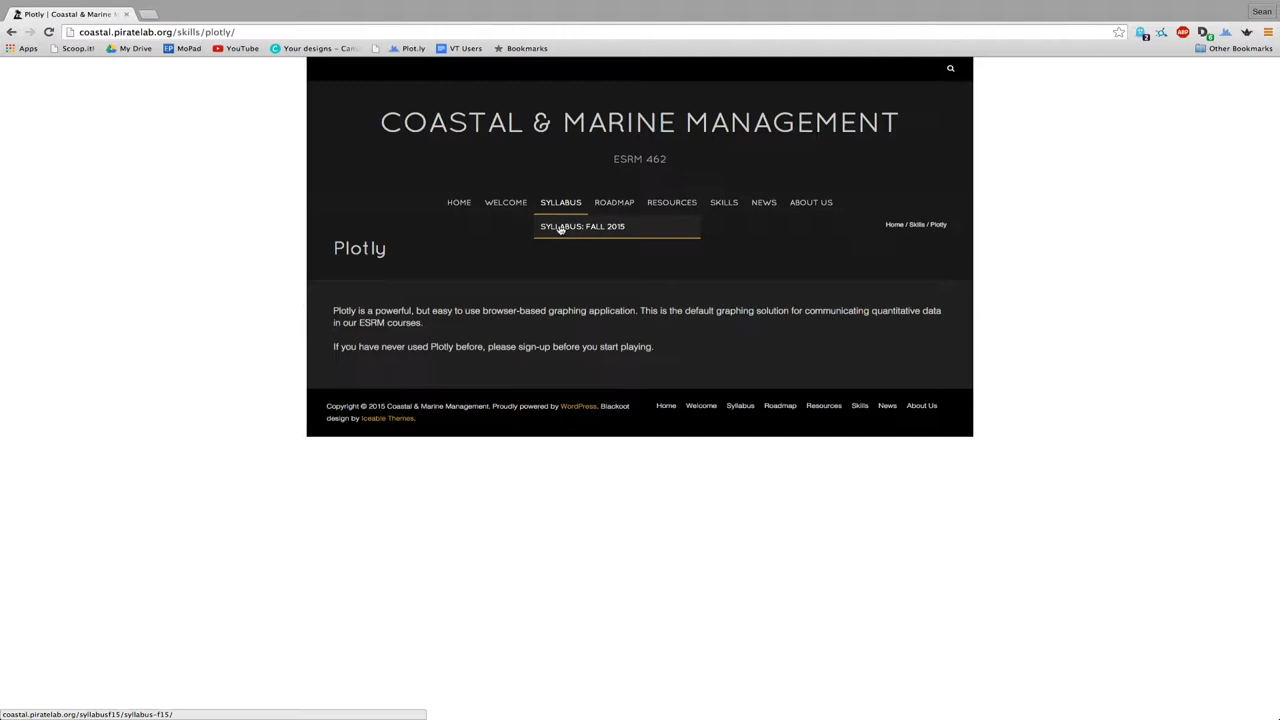 Plotly | Coastal & Marine M
Sean
coastal.piratelab.org/skills/plotly/
Apps Scoop.it! My Drive MoPad YouTube Your designs – Can Plot.ly VT Users Bookmarks Other Bookmarks
COASTAL & MARINE MANAGEMENT
ESRM 462
HOME WELCOME SYLLABUS ROADMAP RESOURCES SKILLS NEWS ABOUT US
SYLLABUS: FALL 2015
Home / Skills / Plotly
Plotly
Plotly is a powerful, but easy to use browser-based graphing application. This is the default graphing solution for communicating quantitative data
in our ESRM courses.
If you have never used Plotly before, please sign-up before you start playing.
Copyright © 2015 Coastal & Marine Management. Proudly powered by WordPress. Blackoot
design by Iceable Themes.
Home Welcome Syllabus Roadmap Resources Skills News About Us
coastal.piratelab.org/syllabusf15/syllabus-f15/